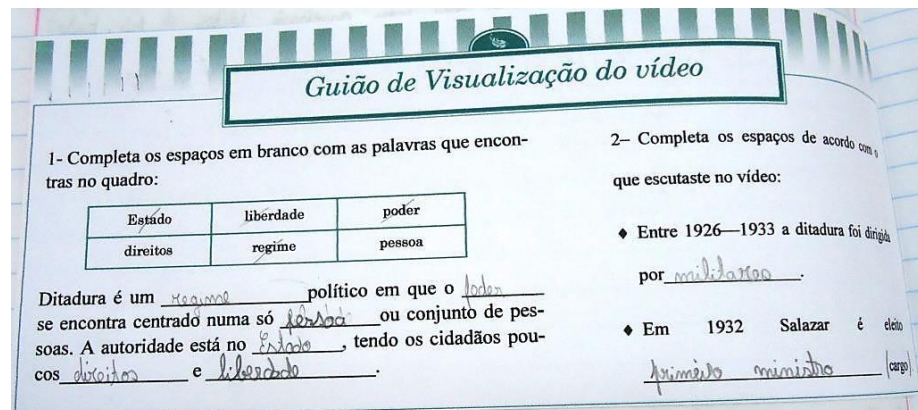 Guião de Visualização do vídeo
1- Completa os espaços em branco com as palavras que encon-
tras no quadro:
Estado liberdade poder
direitos regime pessoa
Ditadura é um regime político em que o poder
se encontra centrado numa só pessoa ou conjunto de pes-
soas. A autoridade está no Estado, tendo os cidadãos pou-
cos direitos e liberdade.
2– Completa os espaços de acordo com o
que escutaste no vídeo:
♦ Entre 1926—1933 a ditadura foi dirigida
por militares.
♦ Em 1932 Salazar é eleito
primeiro ministro (cargo)